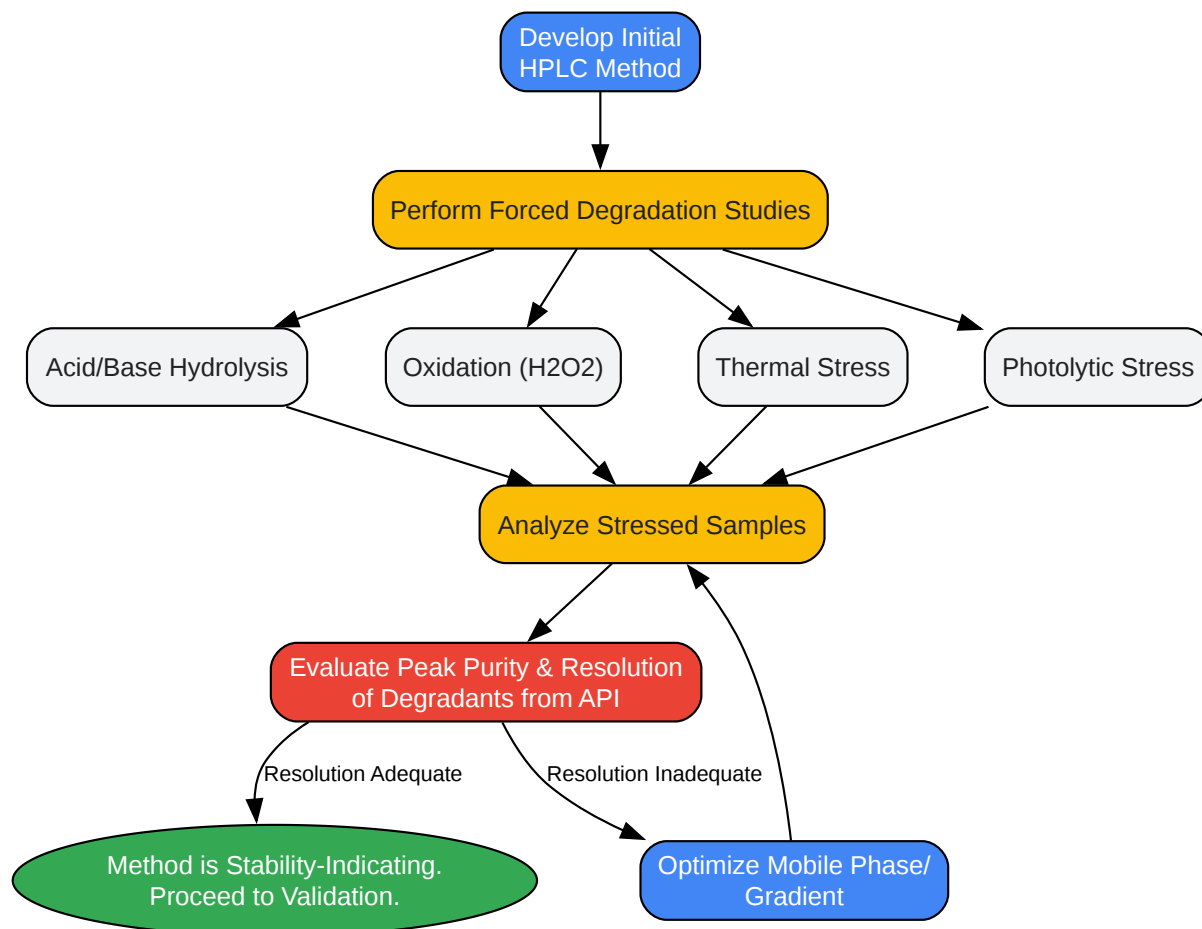 Develop Initial
HPLC Method
Perform Forced Degradation Studies
Acid/Base Hydrolysis
Oxidation (H2O2)
Thermal Stress
Photolytic Stress
Analyze Stressed Samples
Evaluate Peak Purity & Resolution
of Degradants from API
Resolution Adequate
Resolution Inadequate
Method is Stability-Indicating.
Proceed to Validation.
Optimize Mobile Phase/
Gradient